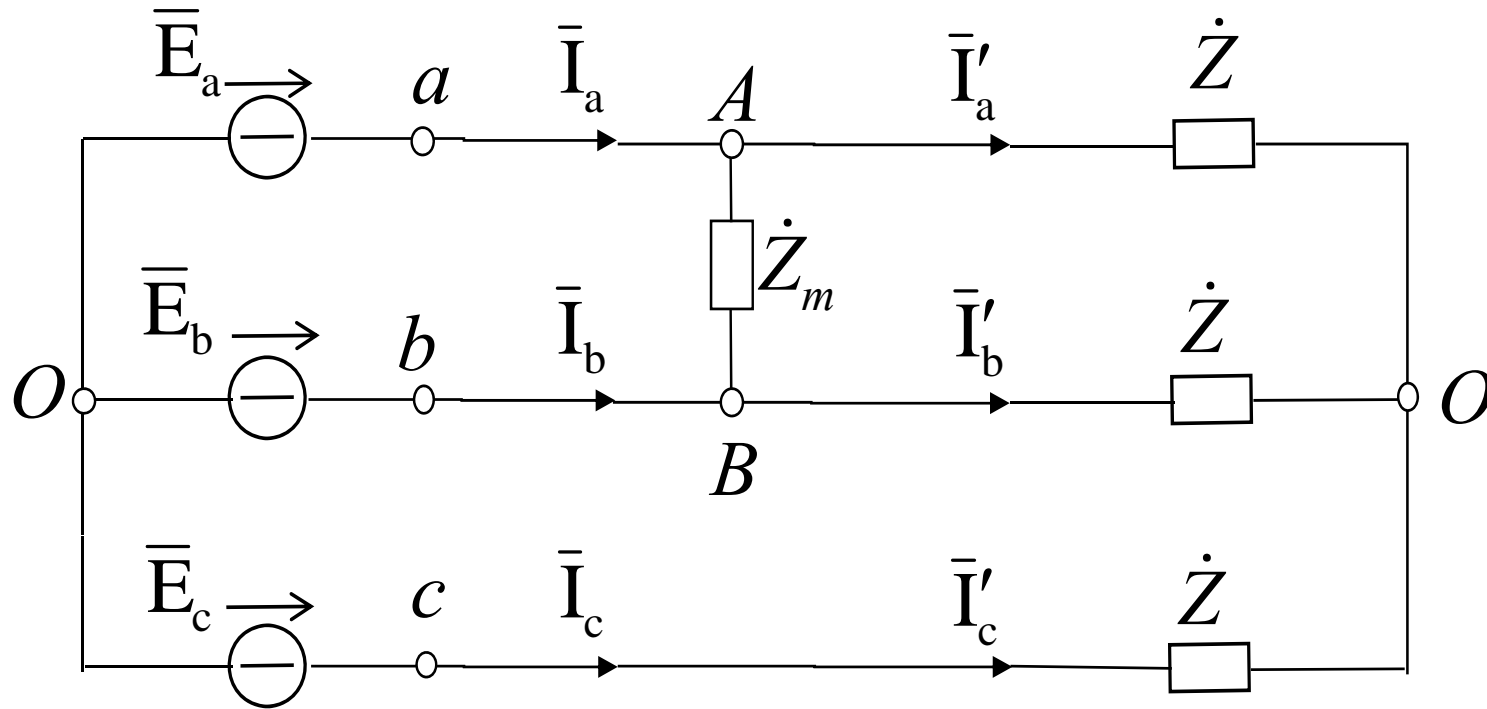 Ēa a Īa A Ī′a Ż
Żm
Ēb b Īb Ī′b Ż
O O
B
Ēc c Īc Ī′c Ż